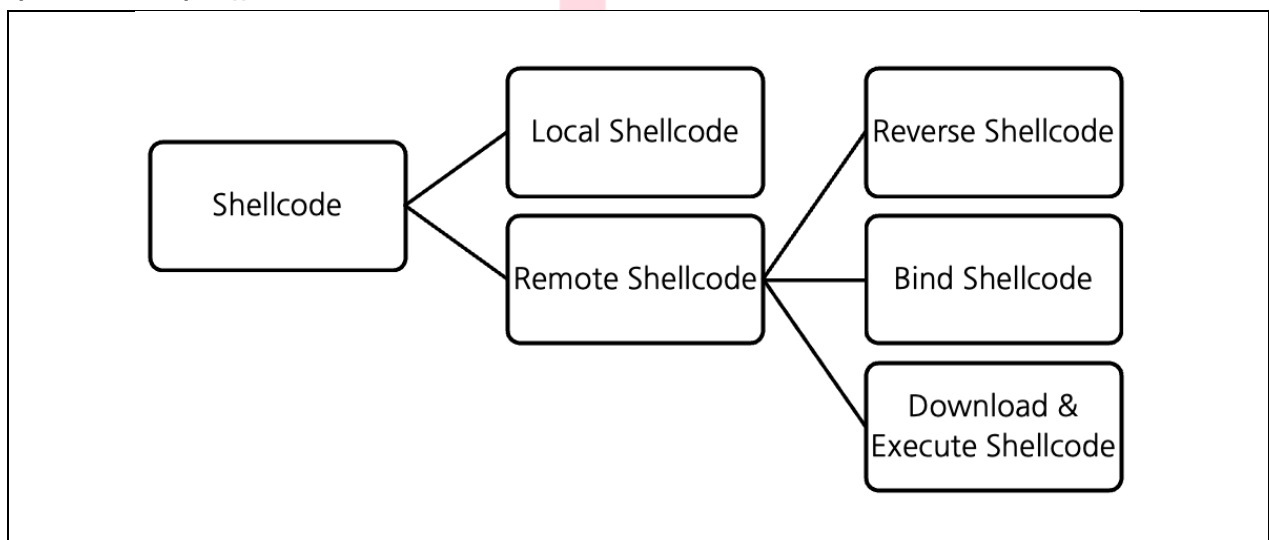 Shellcode
Local Shellcode
Remote Shellcode
Reverse Shellcode
Bind Shellcode
Download &
Execute Shellcode